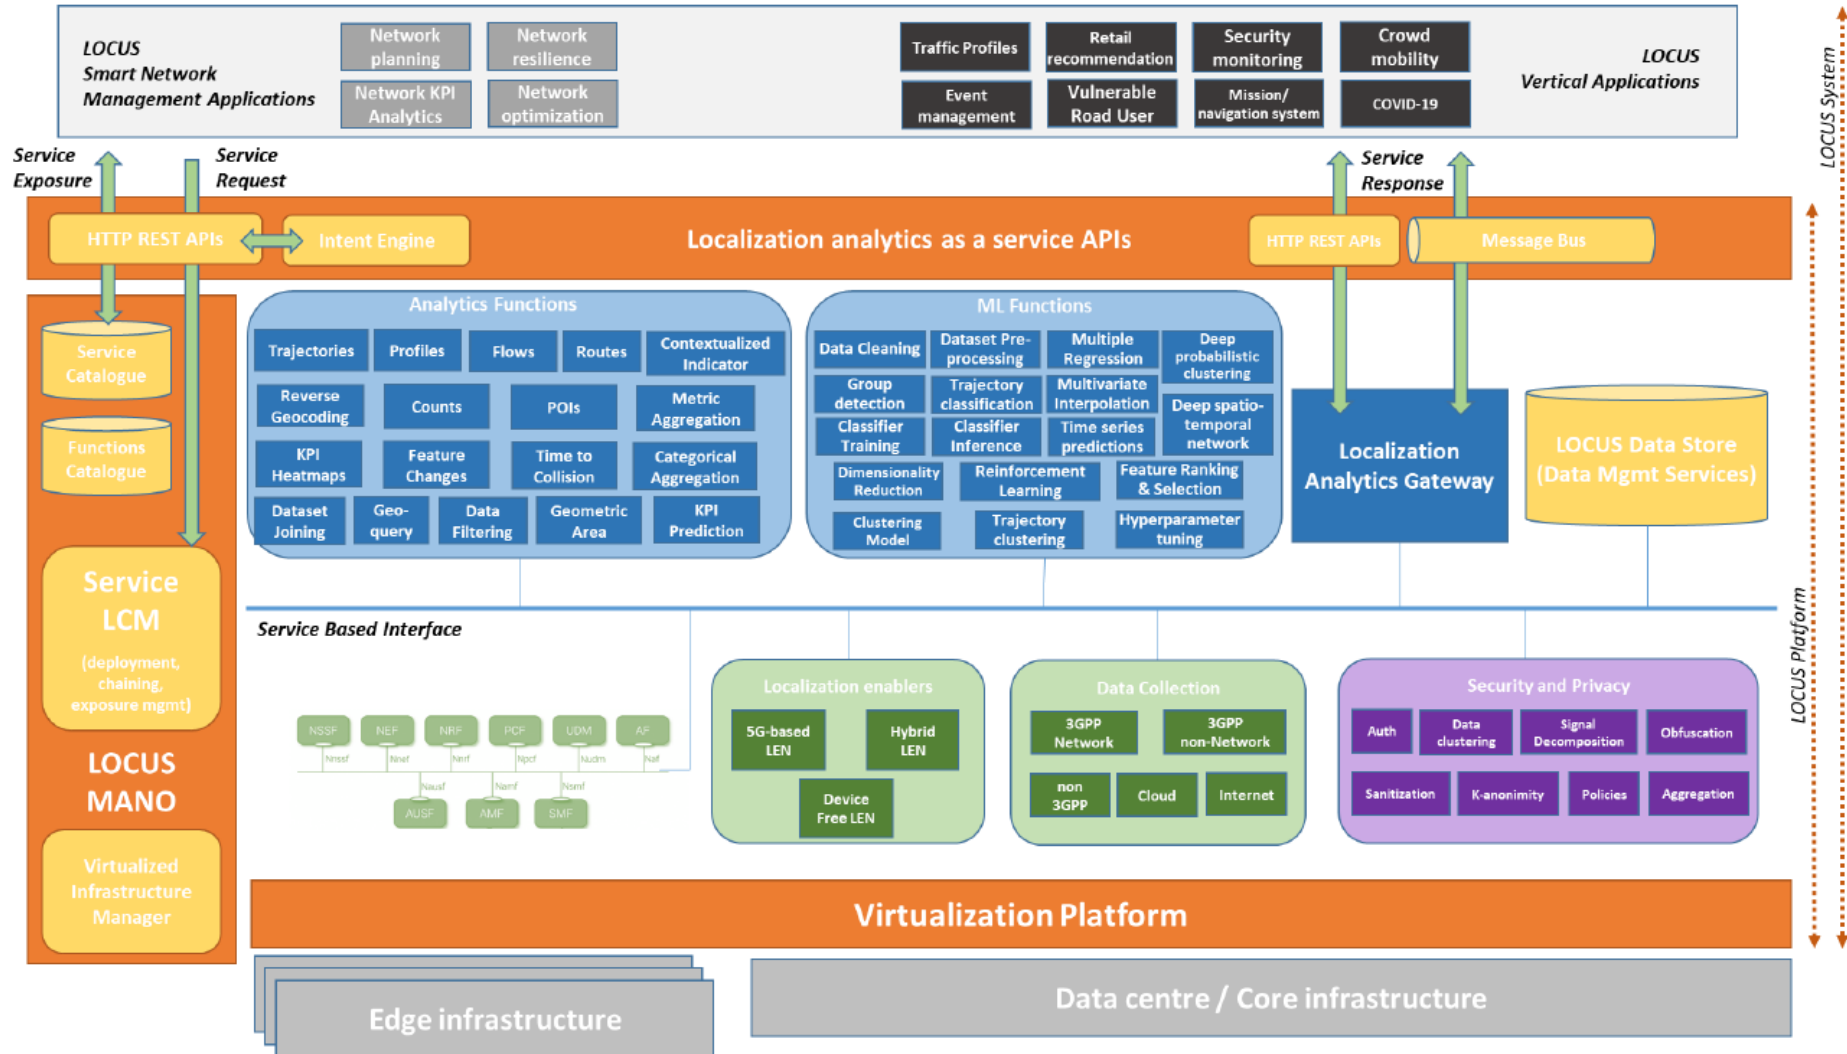 LOCUS
Smart Network
Management Applications
Network
planning
Network
resilience
Network KPI
Analytics
Network
optimization
Traffic Profiles
Retail
recommendation
Security
monitoring
Crowd
mobility
Event
management
Vulnerable
Road User
Mission/
navigation system
COVID-19
LOCUS
Vertical Applications
LOCUS System
Service
Exposure
Service
Request
Service
Response
HTTP REST APIs
Intent Engine
Localization analytics as a service APIs
HTTP REST APIs
Message Bus
LOCUS Platform
Service
Catalogue
Functions
Catalogue
Service
LCM
(deployment,
chaining,
exposure mgmt)
LOCUS
MANO
Virtualized
Infrastructure
Manager
Analytics Functions
Trajectories
Profiles
Flows
Routes
Contextualized
Indicator
Reverse
Geocoding
Counts
POIs
Metric
Aggregation
KPI
Heatmaps
Feature
Changes
Time to
Collision
Categorical
Aggregation
Dataset
Joining
Geo-
query
Data
Filtering
Geometric
Area
KPI
Prediction
ML Functions
Data Cleaning
Dataset Pre-
processing
Multiple
Regression
Deep
probabilistic
clustering
Group
detection
Trajectory
classification
Multivariate
Interpolation
Deep spatio-
temporal
network
Classifier
Training
Classifier
Inference
Time series
predictions
Dimensionality
Reduction
Reinforcement
Learning
Feature Ranking
& Selection
Clustering
Model
Trajectory
clustering
Hyperparameter
tuning
Localization
Analytics Gateway
LOCUS Data Store
(Data Mgmt Services)
Service Based Interface
NSSF
NEF
NRF
PCF
UDM
AF
Nnssf
Nnef
Nnrf
Npcf
Nudm
Naf
Nausf
Namf
Nsmf
AUSF
AMF
SMF
Localization enablers
5G-based
LEN
Hybrid
LEN
Device
Free LEN
Data Collection
3GPP
Network
3GPP
non-Network
non
3GPP
Cloud
Internet
Security and Privacy
Auth
Data
clustering
Signal
Decomposition
Obfuscation
Sanitization
K-anonimity
Policies
Aggregation
Virtualization Platform
Edge infrastructure
Data centre / Core infrastructure